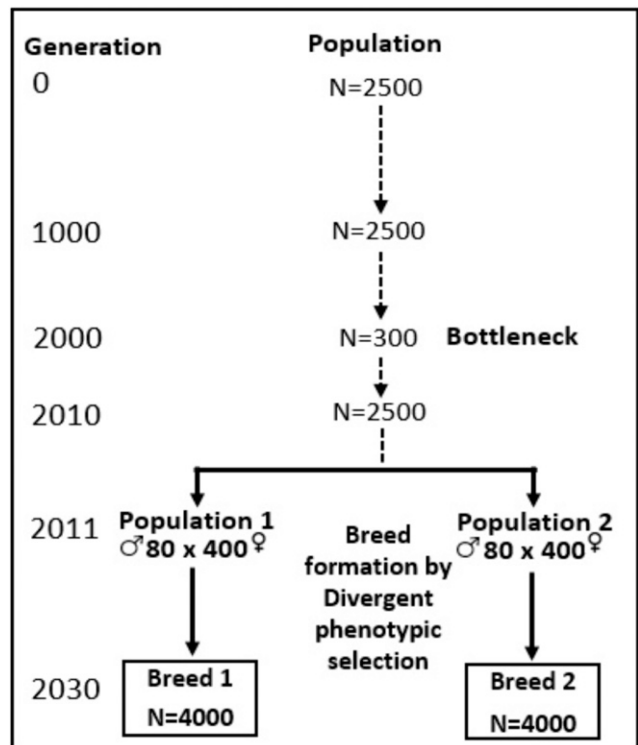 Generation Population
0 N=2500
1000 N=2500
2000 N=300 Bottleneck
2010 N=2500
2011 Population 1 Population 2
♂80 x 400♀ ♂80 x 400♀
Breed
formation by
Divergent
phenotypic
selection
2030 Breed 1 Breed 2
N=4000 N=4000